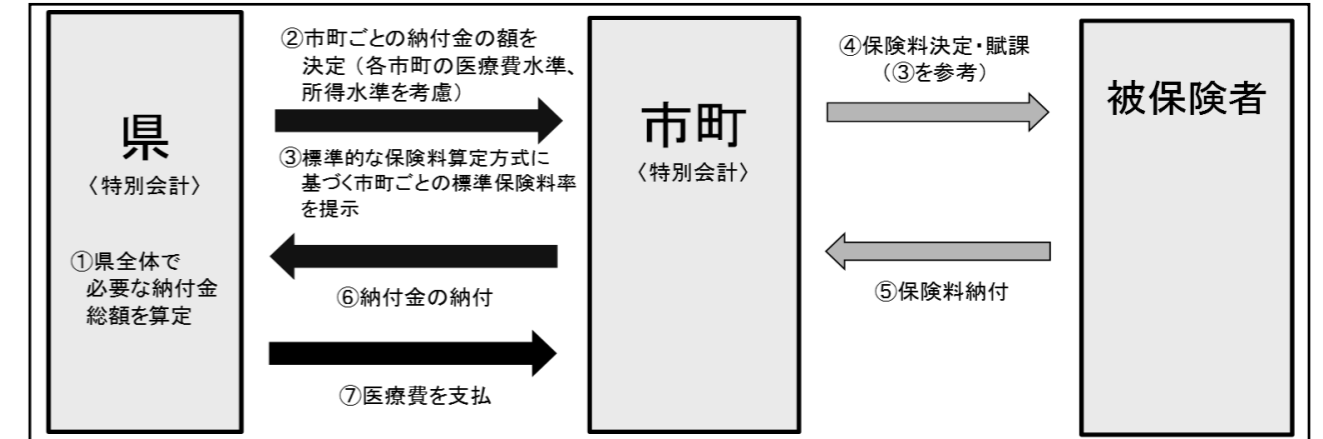 県
〈特別会計〉
①県全体で
必要な納付金
総額を算定
②市町ごとの納付金の額を
決定（各市町の医療費水準、
所得水準を考慮）
③標準的な保険料算定方式に
基づく市町ごとの標準保険料率
を提示
⑥納付金の納付
⑦医療費を支払
市町
〈特別会計〉
④保険料決定・賦課
（③を参考）
⑤保険料納付
被保険者